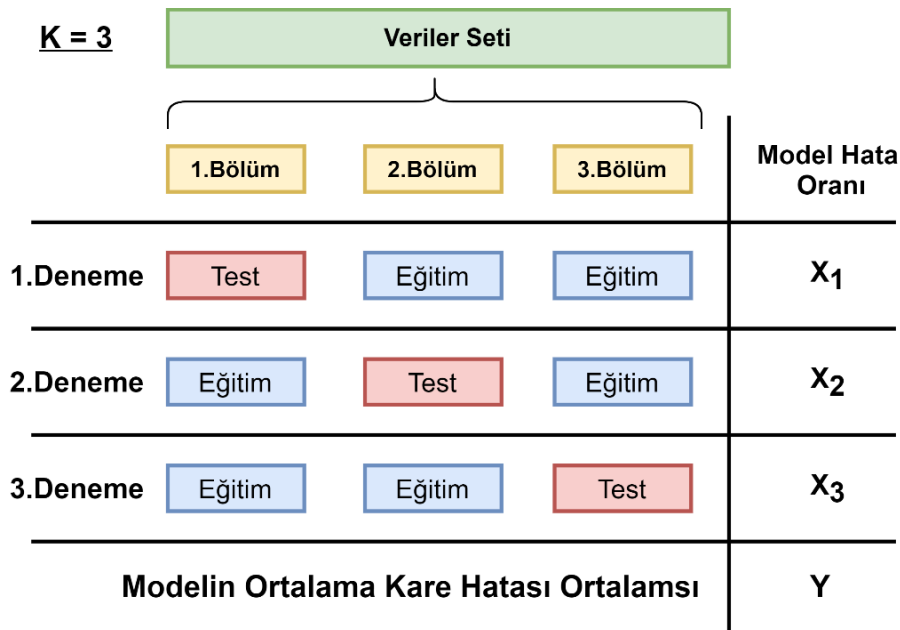 K = 3
Veriler Seti
1.Bölüm
2.Bölüm
3.Bölüm
Model Hata
Oranı
1.Deneme
Test
Eğitim
Eğitim
X1
2.Deneme
Eğitim
Test
Eğitim
X2
3.Deneme
Eğitim
Eğitim
Test
X3
Modelin Ortalama Kare Hatası Ortalamsı
Y